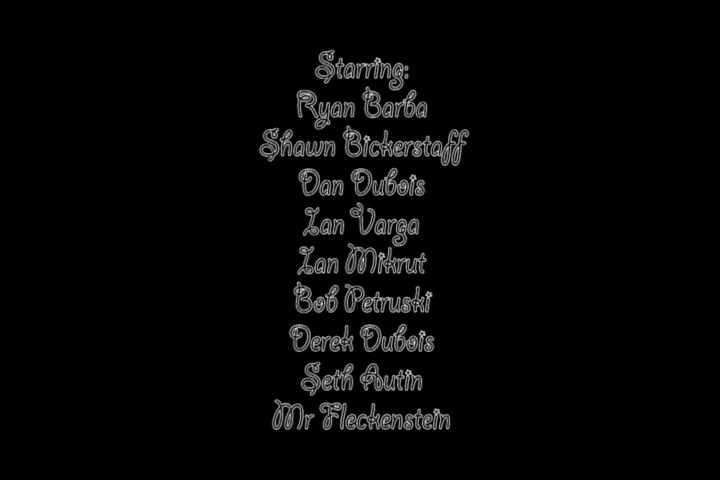 Starring:
Ryan Barba
Shawn Bickerstaff
Dan Dubois
Ian Varga
Ian Mikrut
Bob Petruski
Derek Dubois
Seth Autin
Mr Fleckenstein